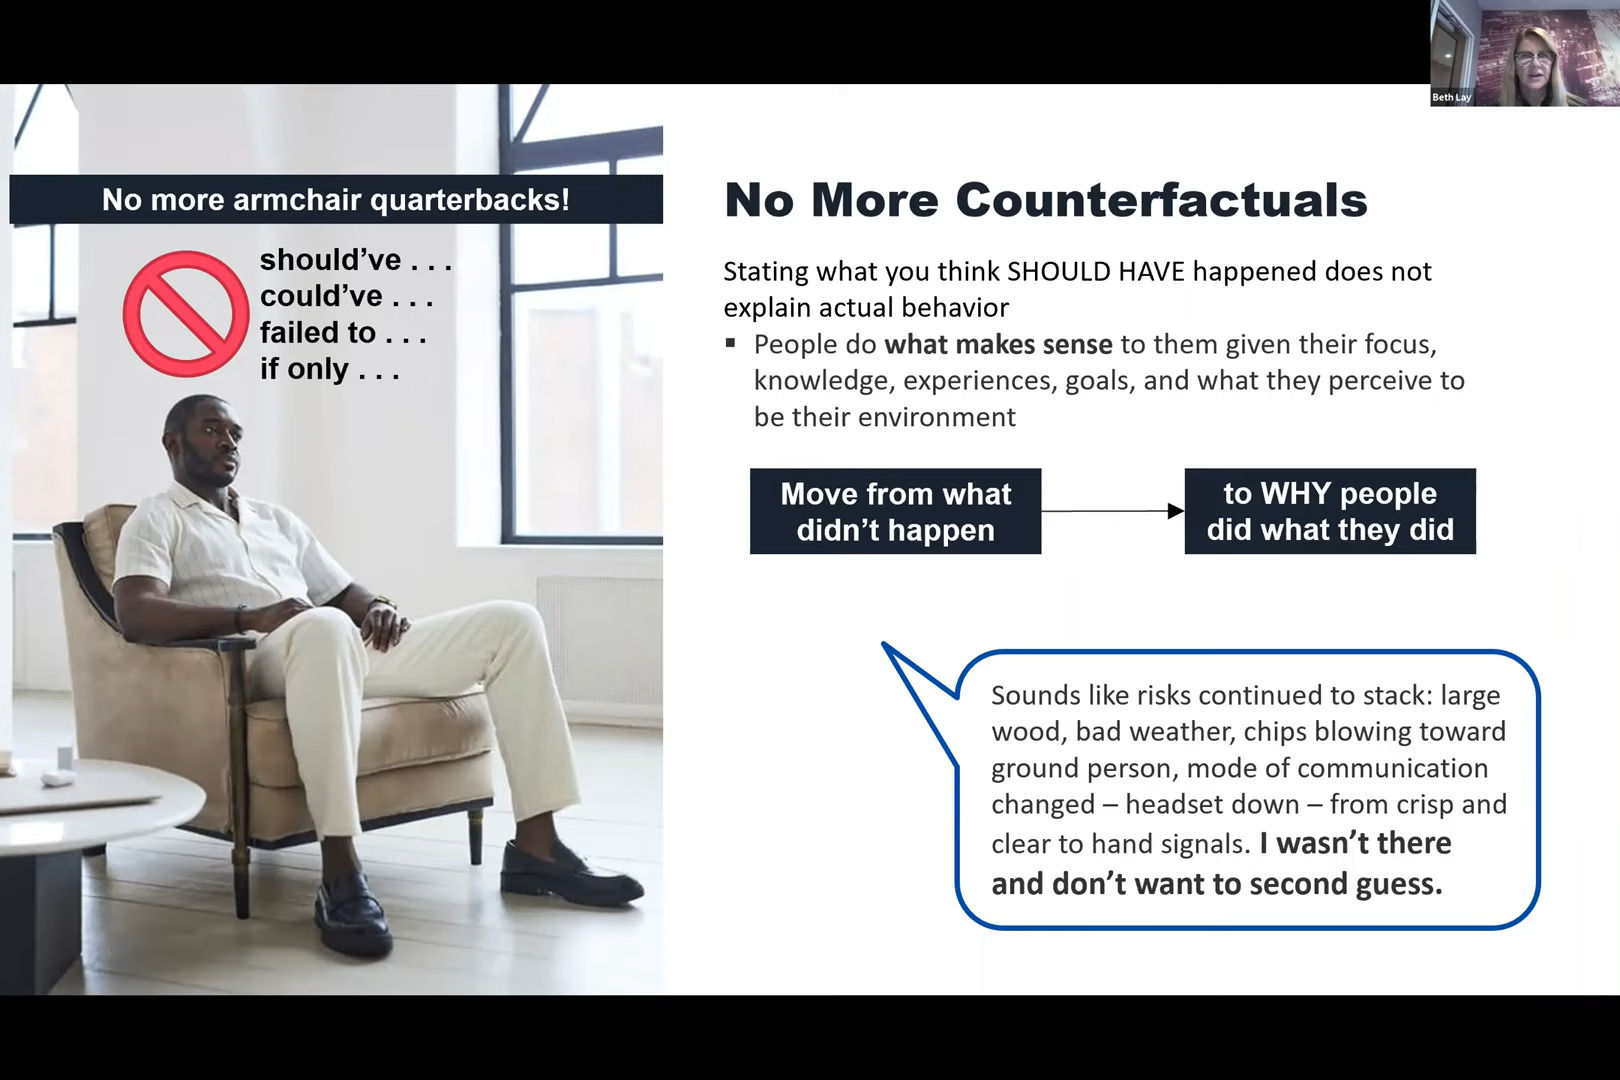 Beth Lay
No more armchair quarterbacks!
should’ve . . .
could’ve . . .
failed to . . .
if only . . .
No More Counterfactuals
Stating what you think SHOULD HAVE happened does not
explain actual behavior
▪ People do what makes sense to them given their focus,
knowledge, experiences, goals, and what they perceive to
be their environment
Move from what
didn’t happen
to WHY people
did what they did
Sounds like risks continued to stack: large
wood, bad weather, chips blowing toward
ground person, mode of communication
changed – headset down – from crisp and
clear to hand signals. I wasn’t there
and don’t want to second guess.